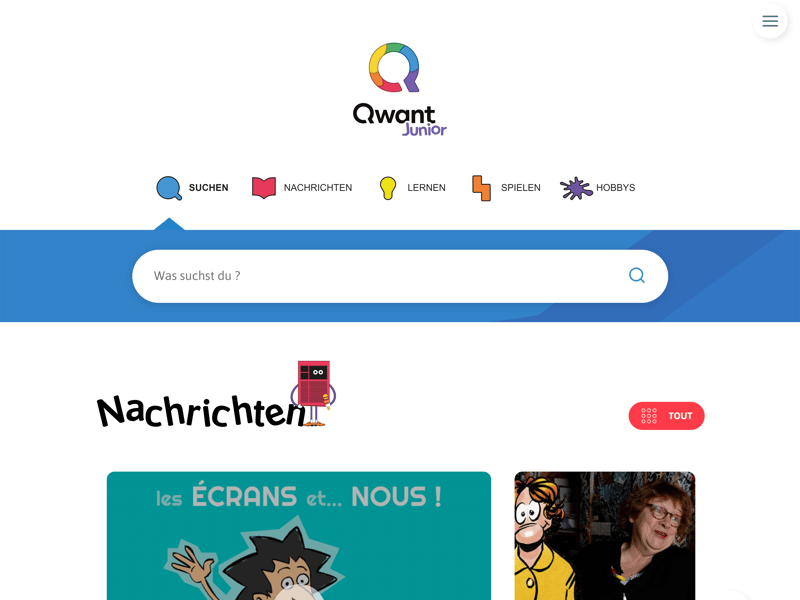 Qwant
Junior
SUCHEN
NACHRICHTEN
LERNEN
SPIELEN
HOBBYS
Was suchst du ?
Nachrichten
TOUT
les ÉCRANS et... NOUS !